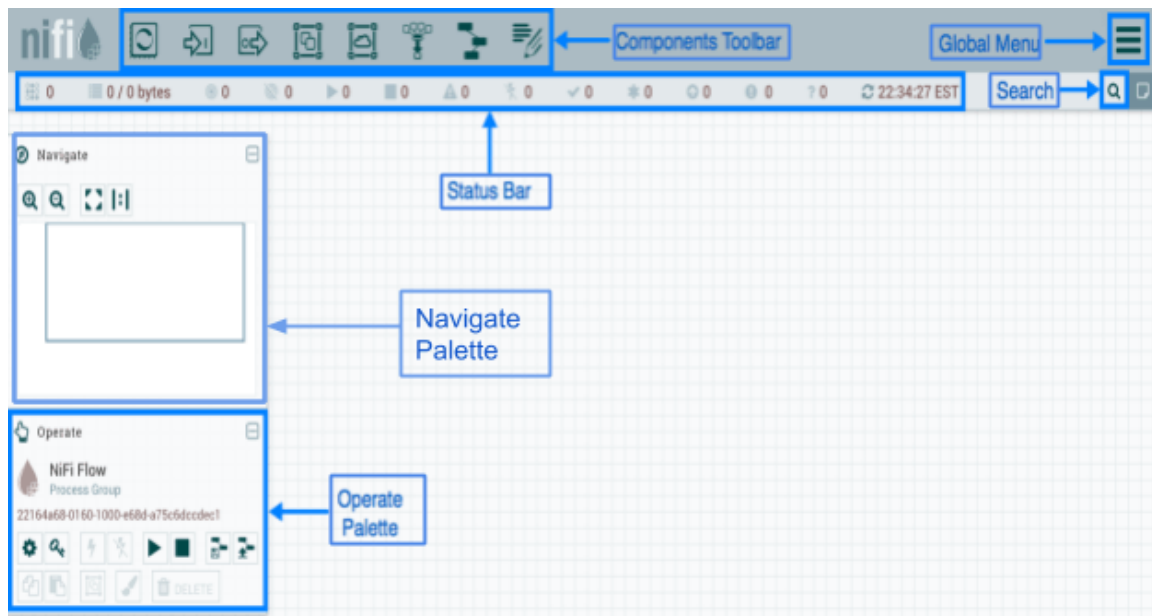 nifi
Components Toolbar
Global Menu
0 0 / 0 bytes 0 0 0 0 0 0 0 0 0 0 ? 0 22:34:27 EST
Search
Navigate
Status Bar
Navigate
Palette
Operate
NiFi Flow
Process Group
22164a68-0160-1000-e68d-a75c6dccdec1
Operate
Palette
DELETE